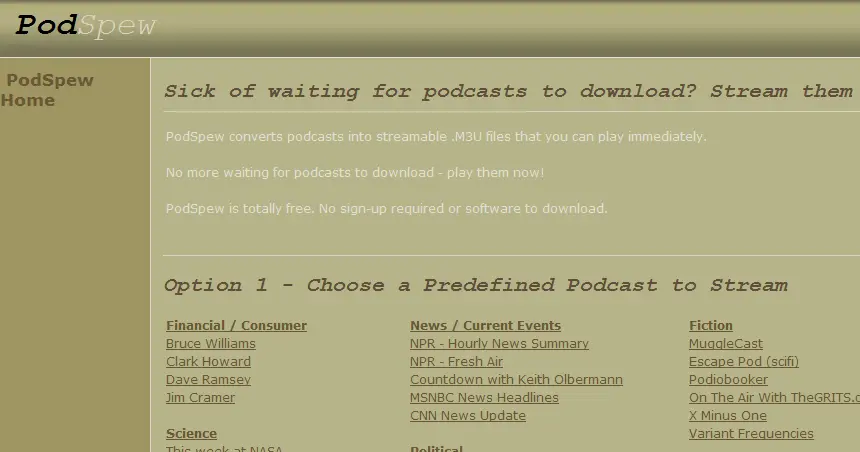 PodSpew
PodSpew
Home
Sick of waiting for podcasts to download? Stream them
PodSpew converts podcasts into streamable .M3U files that you can play immediately.
No more waiting for podcasts to download - play them now!
PodSpew is totally free. No sign-up required or software to download.
Option 1 - Choose a Predefined Podcast to Stream
Financial / Consumer
Bruce Williams
Clark Howard
Dave Ramsey
Jim Cramer
Science
This week at NASA
News / Current Events
NPR - Hourly News Summary
NPR - Fresh Air
Countdown with Keith Olbermann
MSNBC News Headlines
CNN News Update
Political
Fiction
MuggleCast
Escape Pod (scifi)
Podiobooker
On The Air With TheGRITS.c
X Minus One
Variant Frequencies